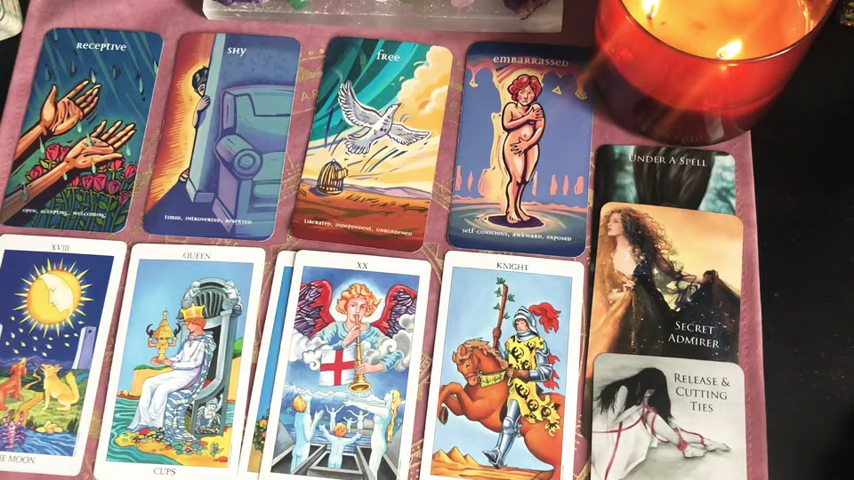 RECEPTIVE
OPEN, ACCEPTING, WELCOMING
SHY
TIMID, INTROVERTED, RESERVED
FREE
LIBERATED, INDEPENDENT, UNBURDENED
EMBARRASSED
SELF-CONSCIOUS, AWKWARD, EXPOSED
UNDER A SPELL
SECRET
ADMIRER
RELEASE &
CUTTING
TIES
XVIII
THE MOON
QUEEN
CUPS
XX
KNIGHT